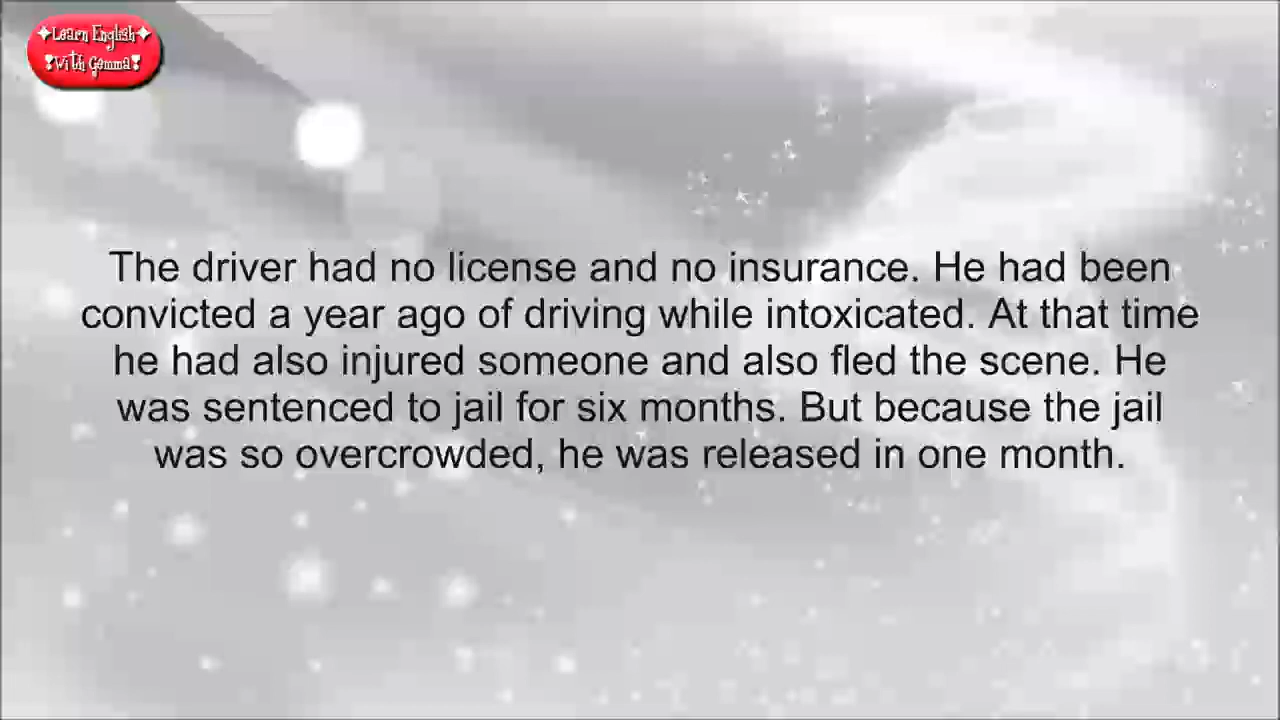 ✦Learn English✦
❣With Gemma❣
The driver had no license and no insurance. He had been
convicted a year ago of driving while intoxicated. At that time
he had also injured someone and also fled the scene. He
was sentenced to jail for six months. But because the jail
was so overcrowded, he was released in one month.